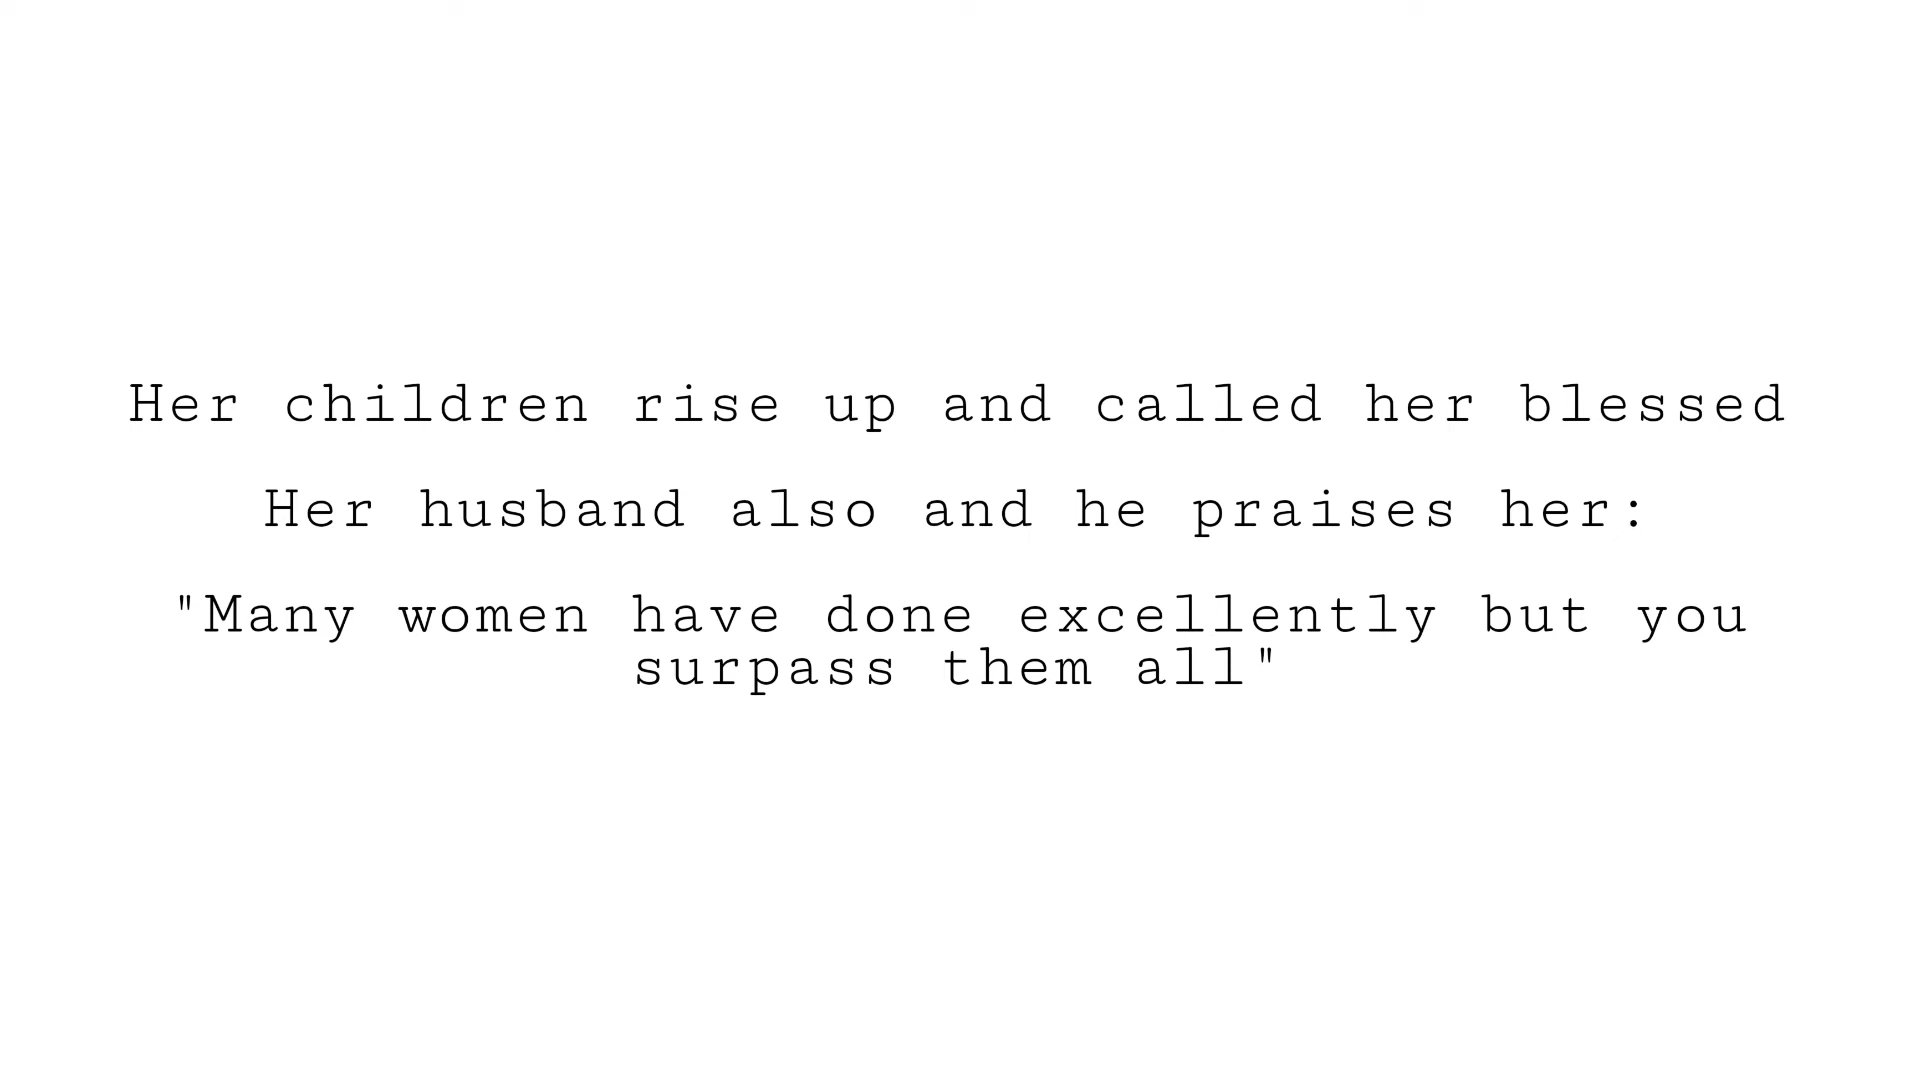 Her children rise up and called her blessed
Her husband also and he praises her:
"Many women have done excellently but you
surpass them all"